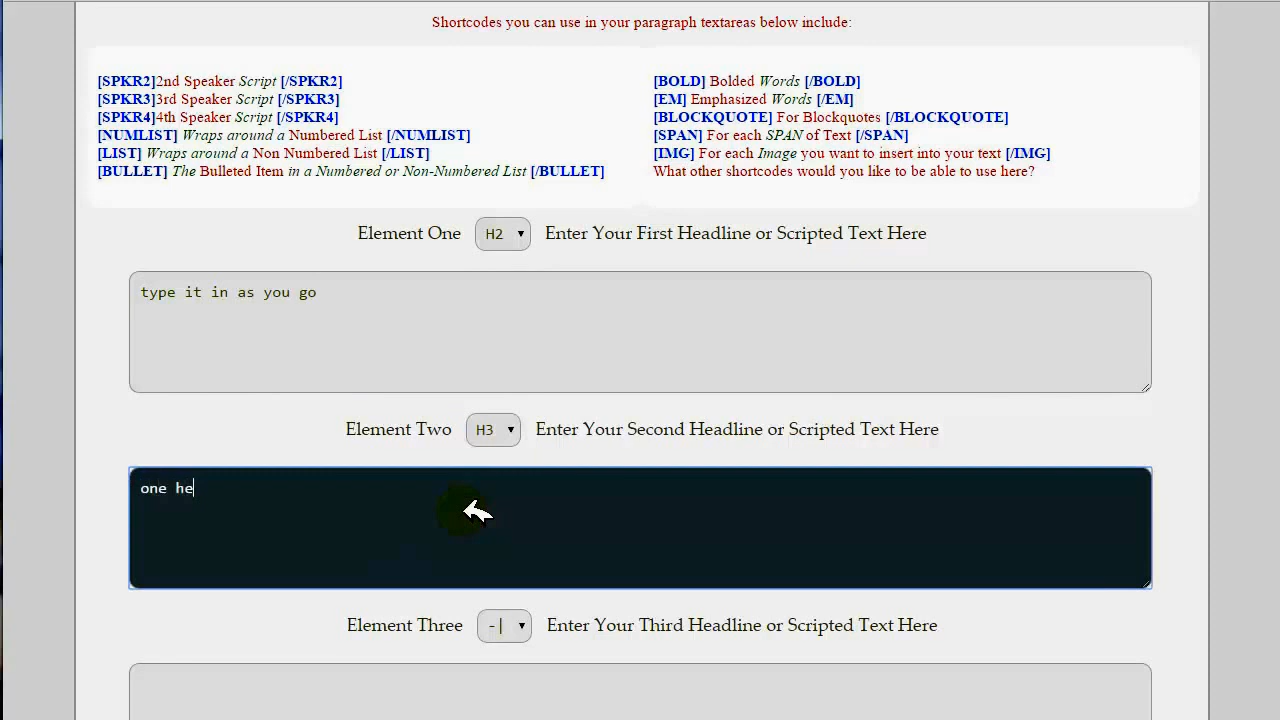 Shortcodes you can use in your paragraph textareas below include:
[SPKR2]2nd Speaker Script [/SPKR2]
[SPKR3]3rd Speaker Script [/SPKR3]
[SPKR4]4th Speaker Script [/SPKR4]
[NUMLIST] Wraps around a Numbered List [/NUMLIST]
[LIST] Wraps around a Non Numbered List [/LIST]
[BULLET] The Bulleted Item in a Numbered or Non-Numbered List [/BULLET]
[BOLD] Bolded Words [/BOLD]
[EM] Emphasized Words [/EM]
[BLOCKQUOTE] For Blockquotes [/BLOCKQUOTE]
[SPAN] For each SPAN of Text [/SPAN]
[IMG] For each Image you want to insert into your text [/IMG]
What other shortcodes would you like to be able to use here?
Element One H2 Enter Your First Headline or Scripted Text Here
type it in as you go
Element Two H3 Enter Your Second Headline or Scripted Text Here
one he
Element Three -| Enter Your Third Headline or Scripted Text Here